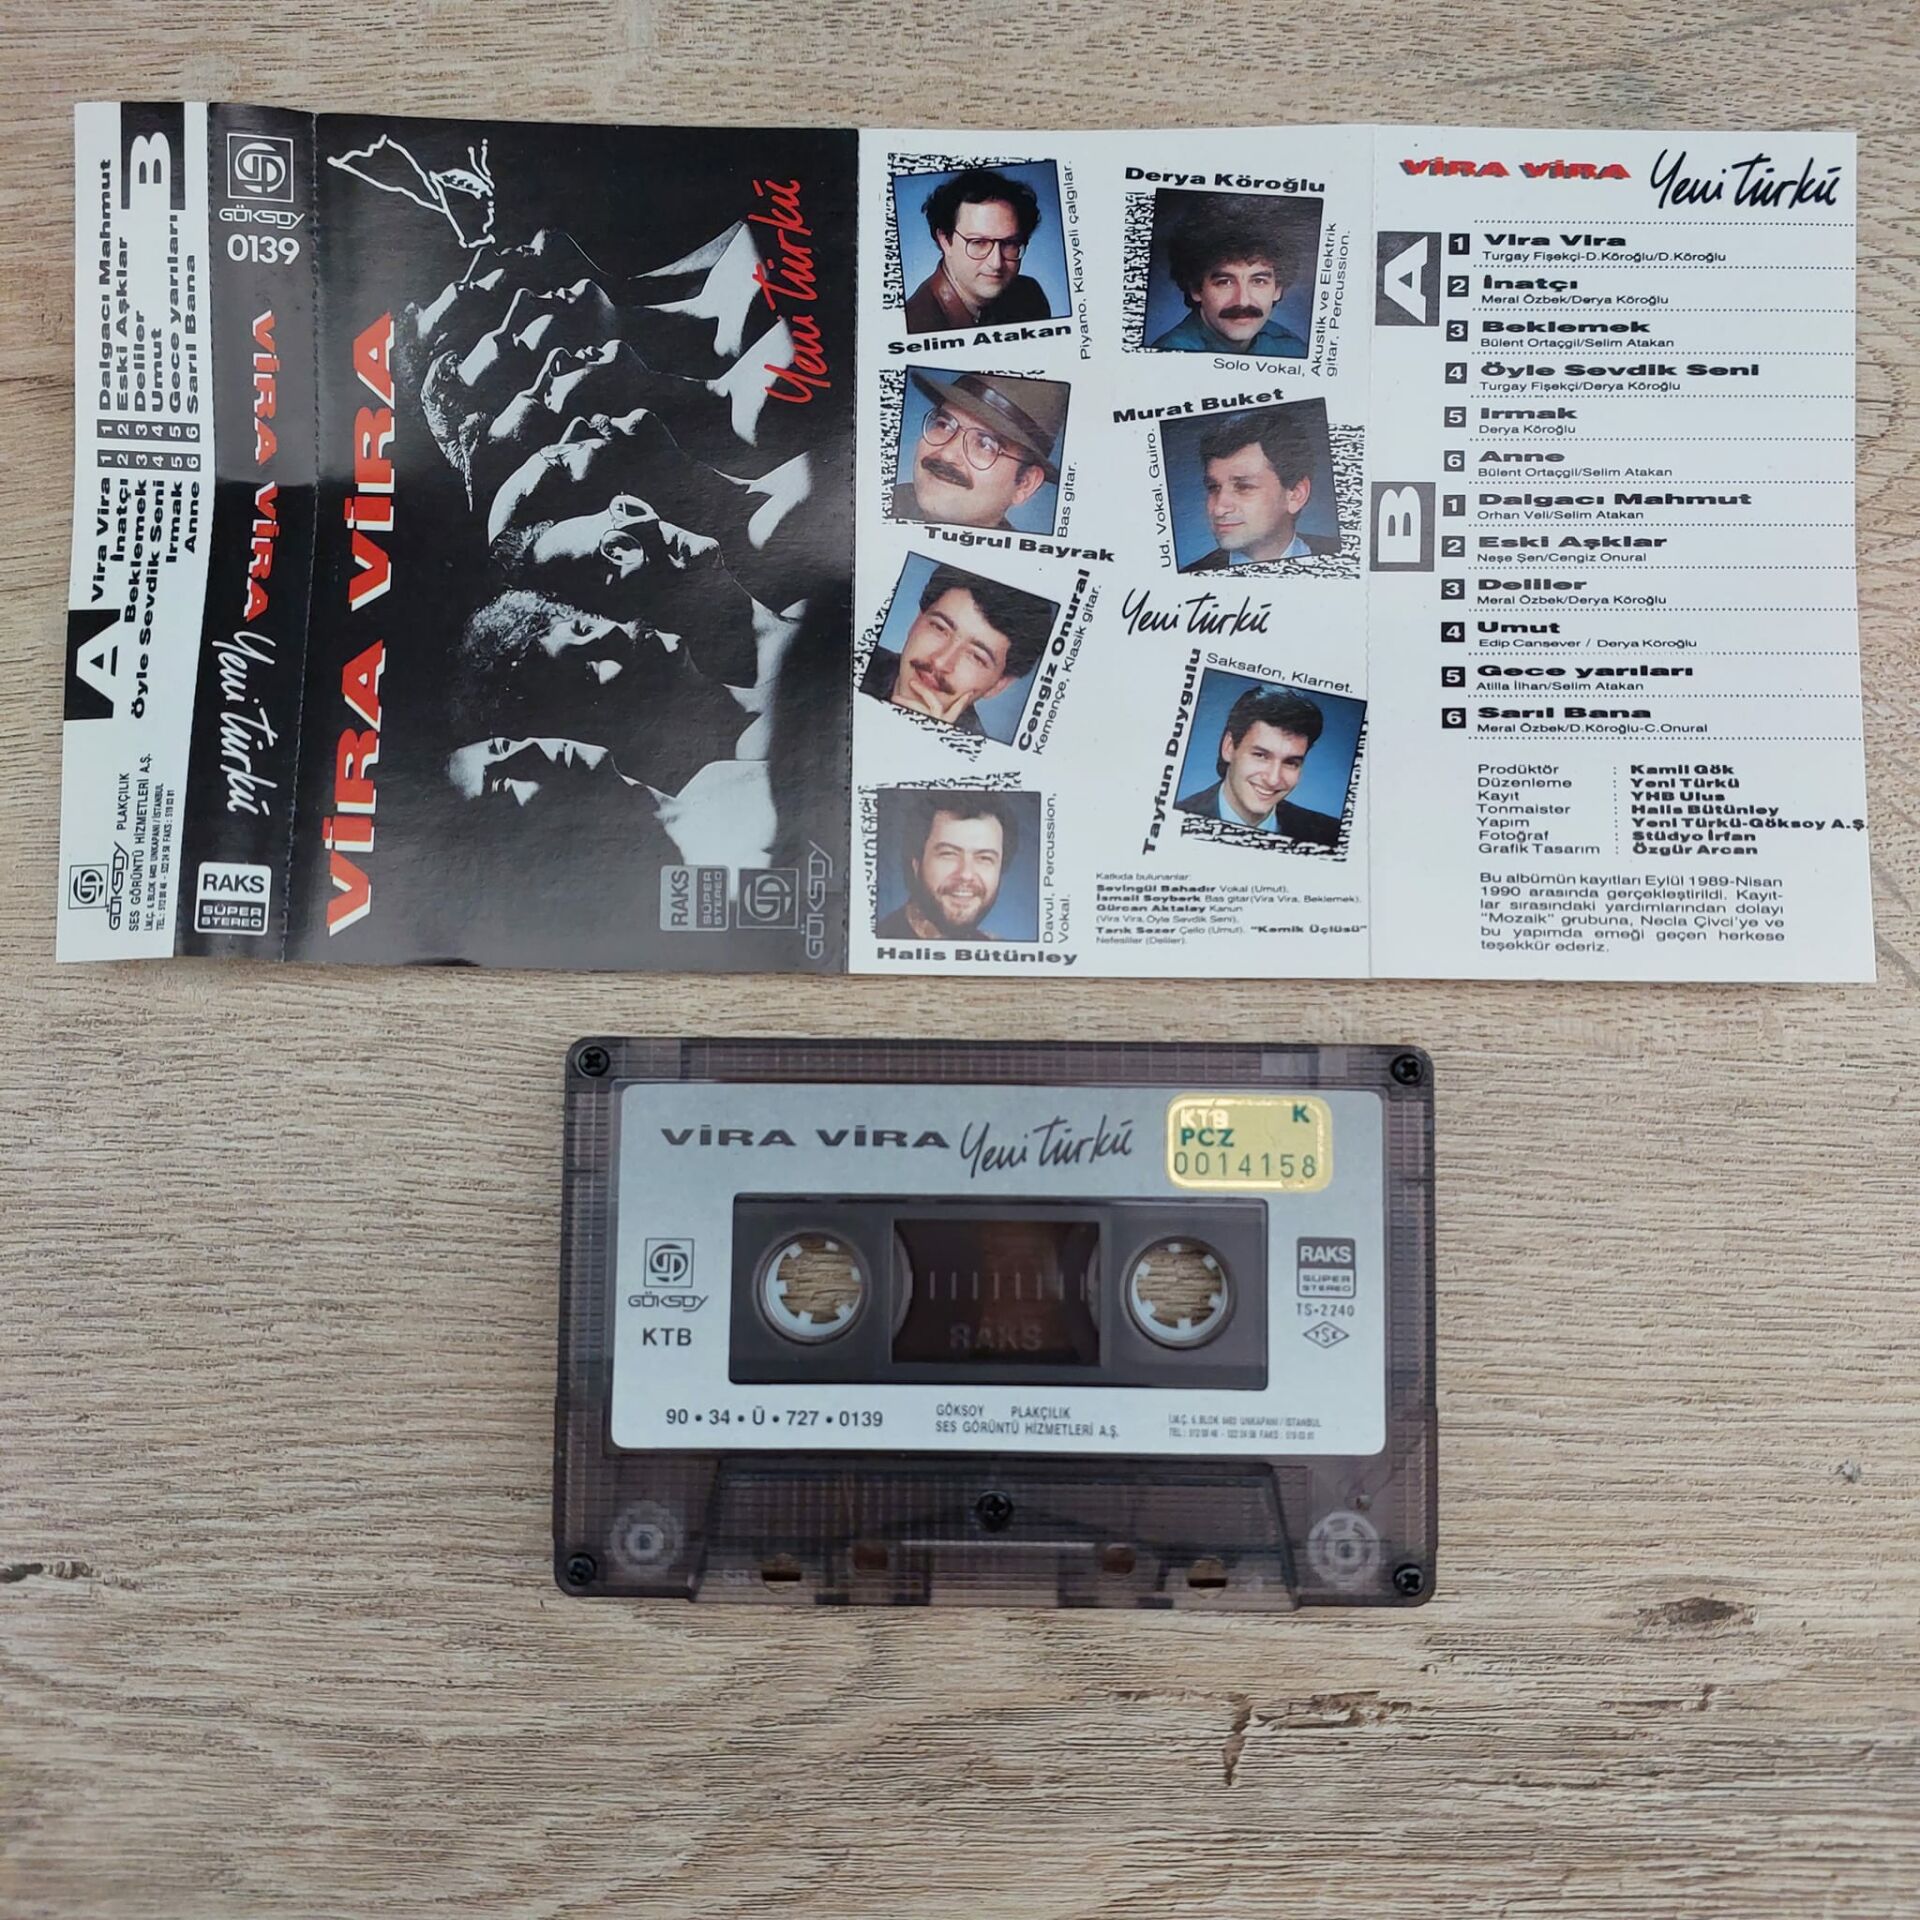 A
Vira Vira 1
İnatçı 2
Beklemek 3
Öyle Sevdik Seni 4
Irmak 5
Anne 6
B
1 Dalgacı Mahmut
2 Eski Aşklar
3 Deliler
4 Umut
5 Gece yarıları
6 Sarıl Bana
GÖKSOY PLAKÇILIK
SES GÖRÜNTÜ HİZMETLERİ A.Ş.
İ.M.Ç. 6. BLOK 6403 UNKAPANI / İSTANBUL
GÖKSOY
0139
VİRA VİRA Yeni Türkü
RAKS
SÜPER
STEREO
VİRA VİRA
Yeni Türkü
RAKS
SÜPER
STEREO
GÖKSOY
Selim Atakan
Piyano. Klavyeli çalgılar.
Derya Köroğlu
Solo Vokal, Akustik ve Elektrik
gitar. Percussion.
Tuğrul Bayrak
Bas gitar.
Murat Buket
Ud, Vokal, Guiro.
Cengiz Onural
Kemençe, Klasik gitar.
Yeni Türkü
Tayfun Duygulu
Saksafon, Klarnet.
Halis Bütünley
Davul, Percussion,
Vokal.
Katkıda bulunanlar:
Sevingül Bahadır Vokal (Umut).
İsmail Soyberk Bas gitar(Vira Vira, Beklemek).
Gürcan Aktalay Kanun
(Vira Vira, Öyle Sevdik Seni).
Tarık Sezer Çello (Umut). "Kemik Üçlüsü"
Nefesliler (Deliler).
VİRA VİRA Yeni Türkü
A
1 Vira Vira
Turgay Fişekçi-D.Köroğlu/D.Köroğlu
2 İnatçı
Meral Özbek/Derya Köroğlu
3 Beklemek
Bülent Ortaçgil/Selim Atakan
4 Öyle Sevdik Seni
Turgay Fişekçi/Derya Köroğlu
5 Irmak
Derya Köroğlu
6 Anne
Bülent Ortaçgil/Selim Atakan
B
1 Dalgacı Mahmut
Orhan Veli/Selim Atakan
2 Eski Aşklar
Neşe Şen/Cengiz Onural
3 Deliler
Meral Özbek/Derya Köroğlu
4 Umut
Edip Cansever / Derya Köroğlu
5 Gece yarıları
Atilla İlhan/Selim Atakan
6 Sarıl Bana
Meral Özbek/D.Köroğlu-C.Onural
Prodüktör : Kamil Gök
Düzenleme : Yeni Türkü
Kayıt : YHB Ulus
Tonmaister : Halis Bütünley
Yapım : Yeni Türkü-Göksoy A.Ş.
Fotoğraf : Stüdyo İrfan
Grafik Tasarım : Özgür Arcan
Bu albümün kayıtları Eylül 1989-Nisan
1990 arasında gerçekleştirildi. Kayıt-
lar sırasındaki yardımlarından dolayı
"Mozaik" grubuna, Necla Çivci'ye ve
bu yapımda emeği geçen herkese
teşekkür ederiz.
VİRA VİRA Yeni Türkü
KTB K
PCZ
0014158
GÖKSOY
KTB
RAKS
RAKS
SÜPER
STEREO
TS-2240
TSE
90 • 34 • Ü • 727 • 0139
GÖKSOY PLAKÇILIK
SES GÖRÜNTÜ HİZMETLERİ A.Ş.
İ.M.Ç. 6. BLOK 6403 UNKAPANI / İSTANBUL